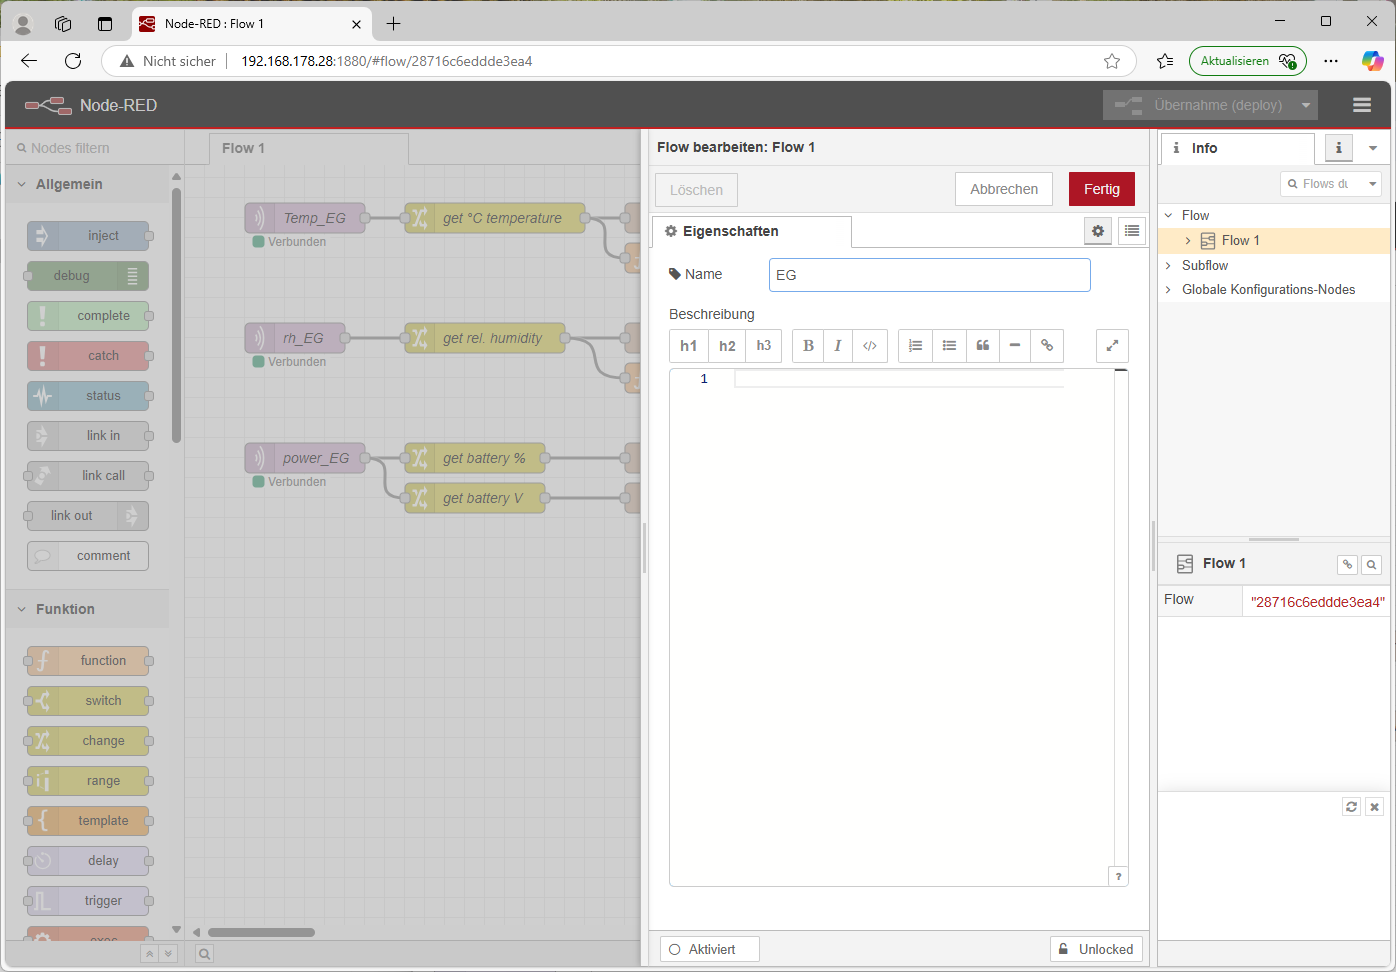 Node-RED : Flow 1
Nicht sicher
192.168.178.28:1880/#flow/28716c6eddde3ea4
Aktualisieren
Node-RED
Übernahme (deploy)
Nodes filtern
Allgemein
inject
debug
complete
catch
status
link in
link call
link out
comment
Funktion
function
switch
change
range
template
delay
trigger
Flow 1
Temp_EG
get °C temperature
Verbunden
rh_EG
get rel. humidity
Verbunden
power_EG
get battery %
Verbunden
get battery V
Flow bearbeiten: Flow 1
Löschen
Abbrechen
Fertig
Eigenschaften
Name
EG
Beschreibung
h1 h2 h3 B I </>
1
?
Aktiviert
Unlocked
i Info
i
Flows du
Flow
Flow 1
Subflow
Globale Konfigurations-Nodes
Flow 1
Flow
"28716c6eddde3ea4"